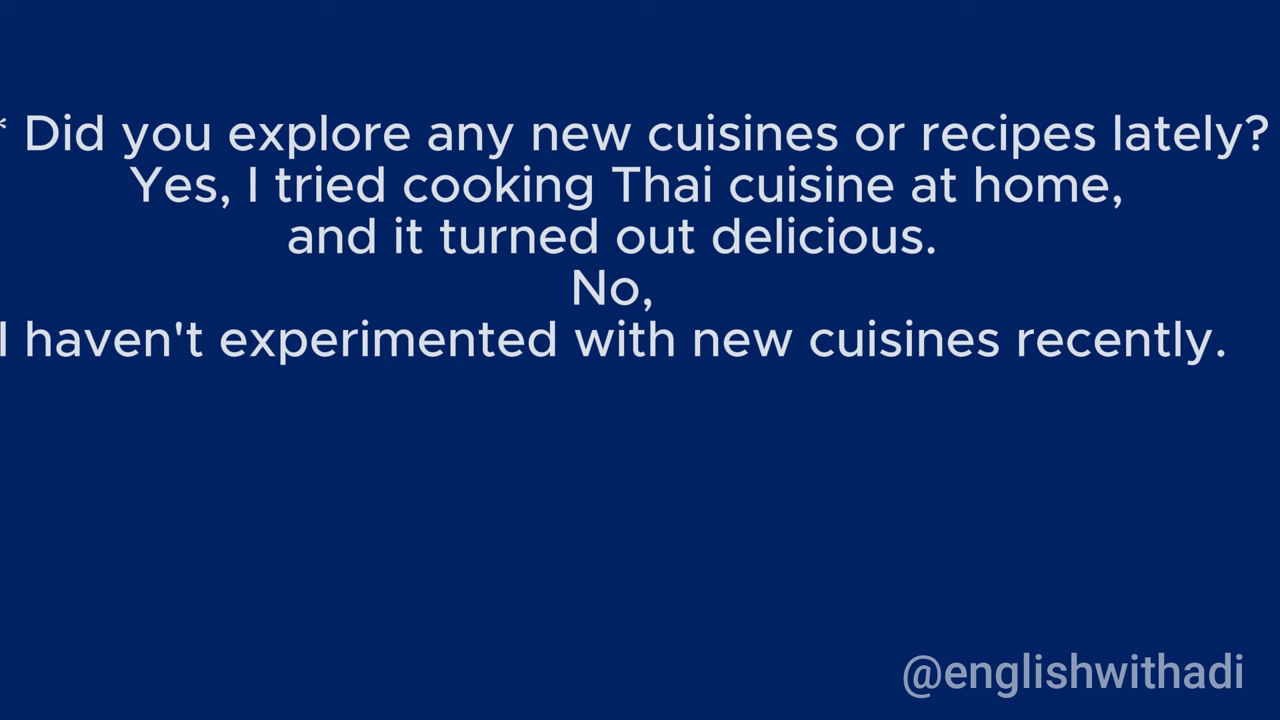 * Did you explore any new cuisines or recipes lately?
Yes, I tried cooking Thai cuisine at home,
and it turned out delicious.
No,
I haven't experimented with new cuisines recently.
@englishwithadi